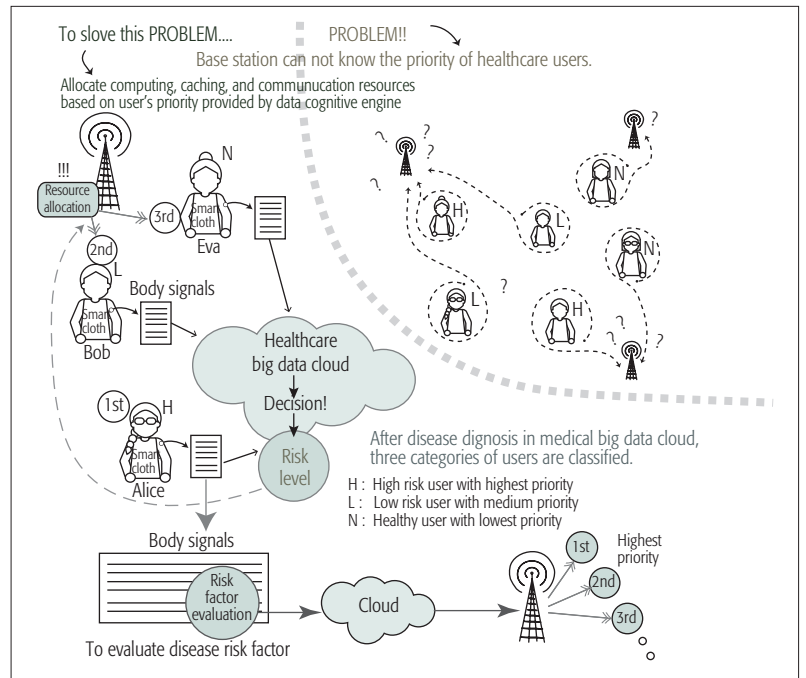 To slove this PROBLEM....
PROBLEM!!
Base station can not know the priority of healthcare users.
Allocate computing, caching, and communucation resources
based on user's priority provided by data cognitive engine
!!!
Resource
allocation
N
3rd
Smart
cloth
Eva
2nd
L
Smart
cloth
Bob
Body signals
Healthcare
big data cloud
Decision!
Risk
level
1st
H
Smart
cloth
Alice
?
?
?
?
?
N
?
H
L
N
L
?
H
?
?
?
After disease dignosis in medical big data cloud,
three categories of users are classified.
H : High risk user with highest priority
L : Low risk user with medium priority
N : Healthy user with lowest priority
Body signals
Risk
factor
evaluation
To evaluate disease risk factor
Cloud
1st
Highest
priority
2nd
3rd